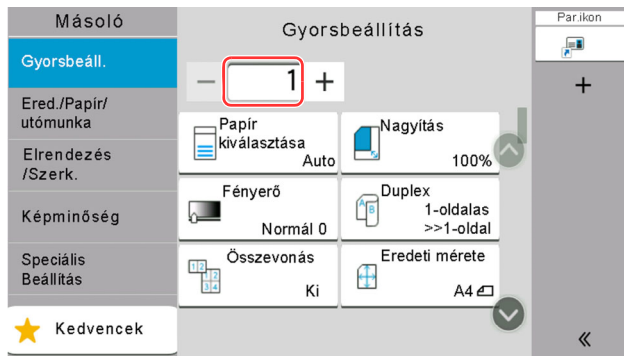 Másoló
Gyorsbeáll.
Ered./Papír/
utómunka
Elrendezés
/Szerk.
Képminőség
Speciális
Beállítás
Kedvencek
Gyorsbeállítás
− 1 +
Papír
kiválasztása
Auto
Nagyítás
100%
Fényerő
Normál 0
Duplex
1-oldalas
>>1-oldal
Összevonás
Ki
Eredeti mérete
A4
Par.ikon
+
«